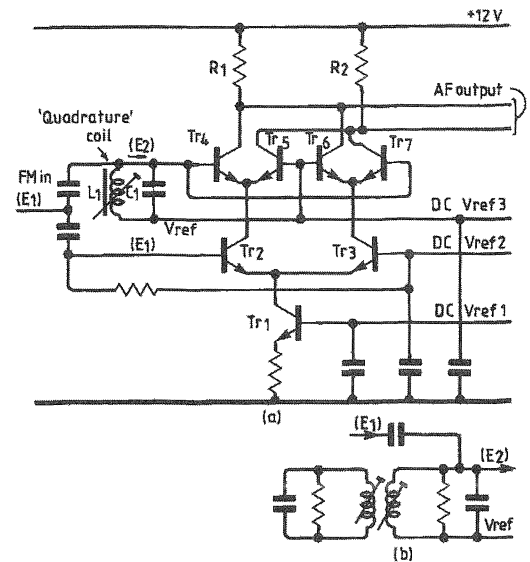 +12V
R1
R2
AF output
'Quadrature'
coil
(E2)
Tr4
Tr5
Tr6
Tr7
FM in
(E1)
L1
C1
Vref
DC Vref3
(E1)
Tr2
Tr3
DC Vref2
Tr1
DC Vref1
(a)
(E1)
(E2)
Vref
(b)